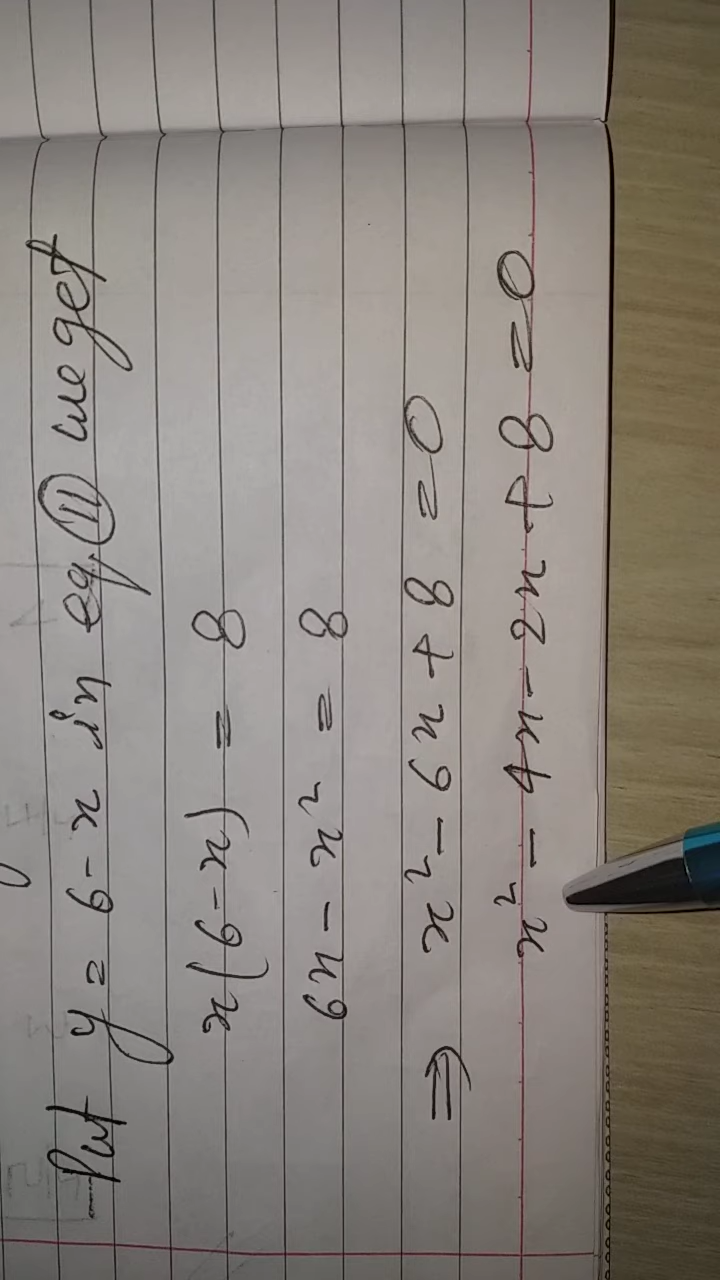 Put y = 6 - x in eq. (II) we get
x(6-x) = 8
6x - x² = 8
⇒ x² - 6x + 8 = 0
x² - 4x - 2x + 8 = 0